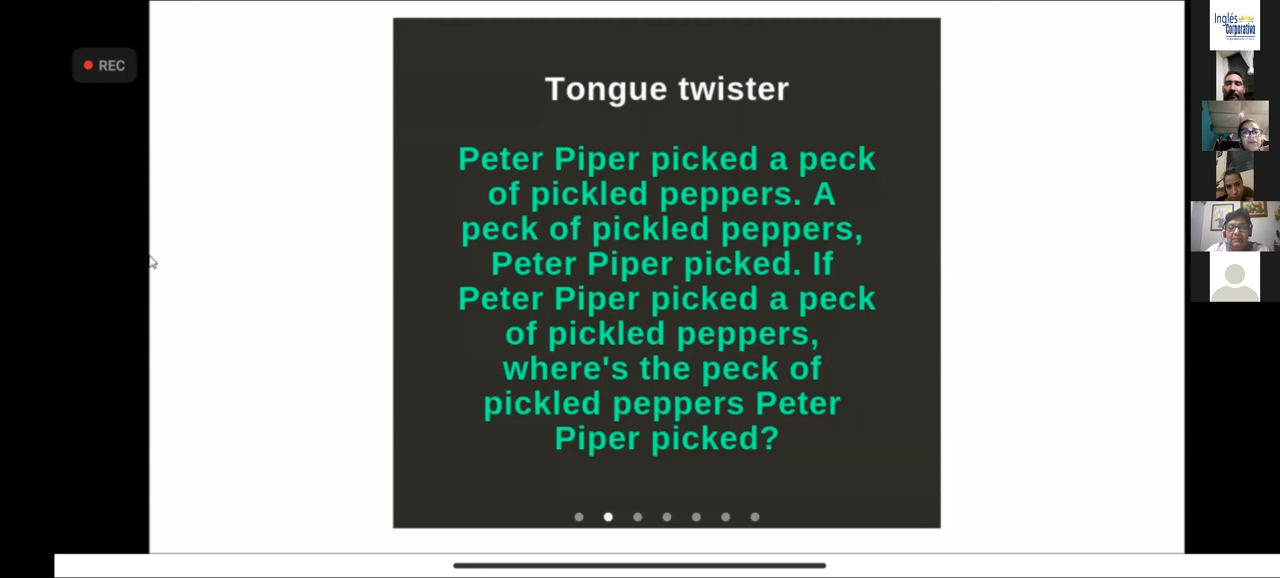 REC
Tongue twister
Peter Piper picked a peck
of pickled peppers. A
peck of pickled peppers,
Peter Piper picked. If
Peter Piper picked a peck
of pickled peppers,
where's the peck of
pickled peppers Peter
Piper picked?
Inglés
Corporativo